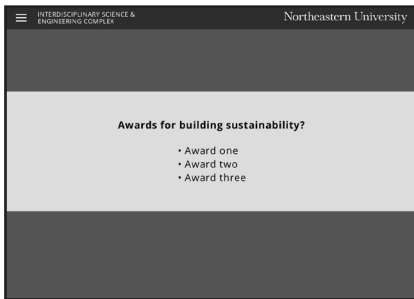 INTERDISCIPLINARY SCIENCE &
ENGINEERING COMPLEX
Northeastern University
Awards for building sustainability?
• Award one
• Award two
• Award three